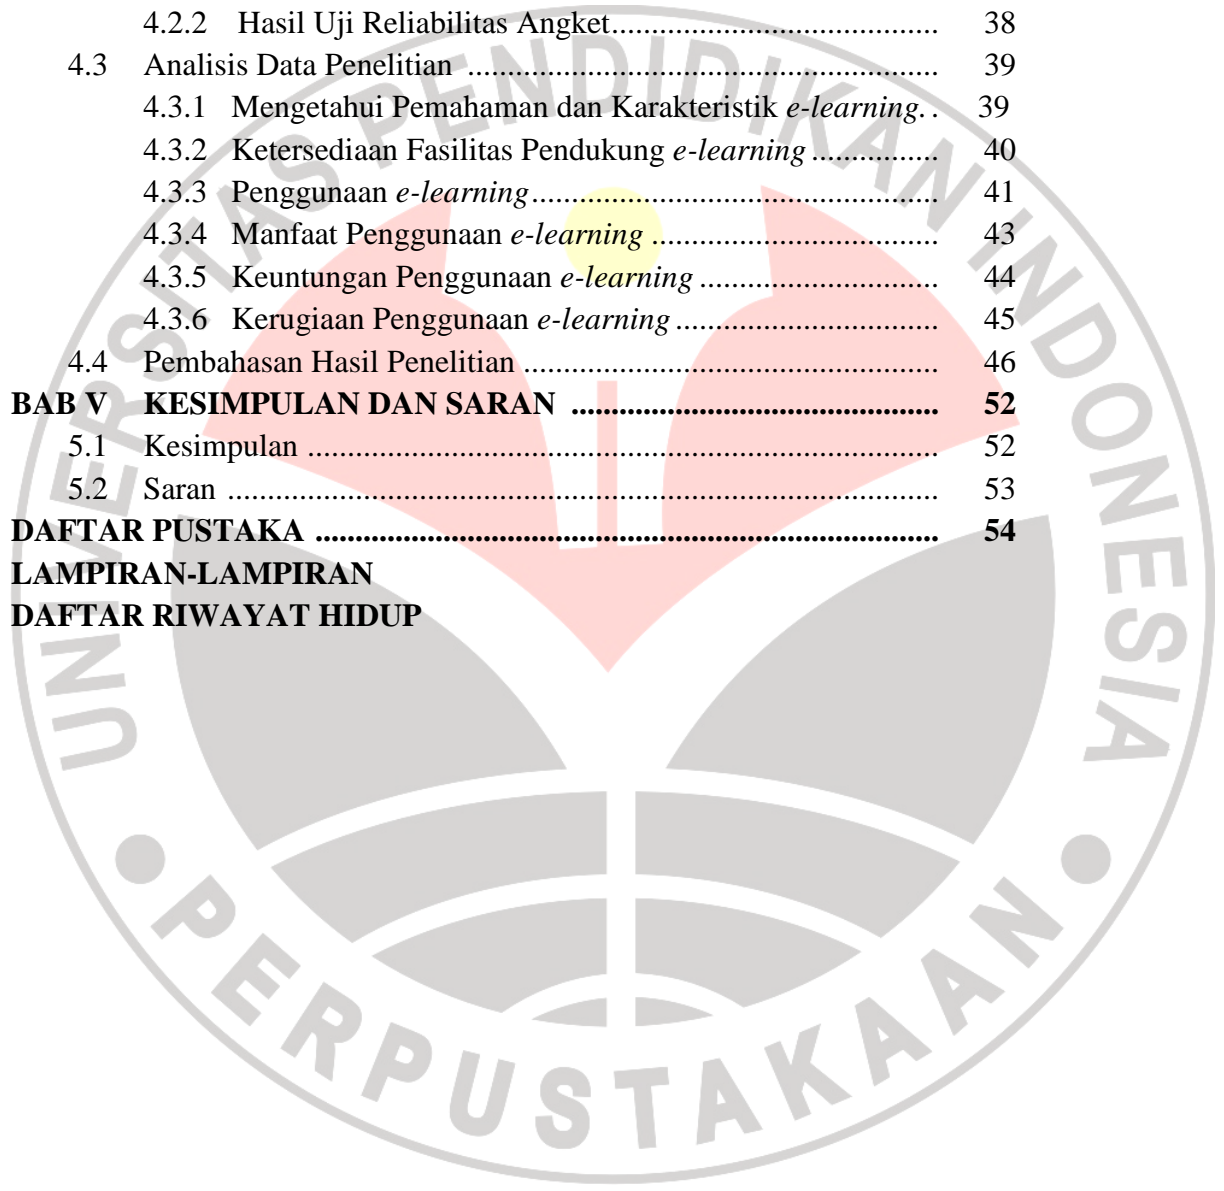 4.2.2 Hasil Uji Reliabilitas Angket......................................... 38
4.3 Analisis Data Penelitian ........................................................... 39
4.3.1 Mengetahui Pemahaman dan Karakteristik e-learning. . 39
4.3.2 Ketersediaan Fasilitas Pendukung e-learning ................ 40
4.3.3 Penggunaan e-learning................................................... 41
4.3.4 Manfaat Penggunaan e-learning .................................... 43
4.3.5 Keuntungan Penggunaan e-learning .............................. 44
4.3.6 Kerugiaan Penggunaan e-learning ................................. 45
4.4 Pembahasan Hasil Penelitian .................................................... 46
BAB V KESIMPULAN DAN SARAN .............................................. 52
5.1 Kesimpulan ............................................................................... 52
5.2 Saran ......................................................................................... 53
DAFTAR PUSTAKA .............................................................................. 54
LAMPIRAN-LAMPIRAN
DAFTAR RIWAYAT HIDUP
UNIVERSITAS PENDIDIKAN INDONESIA
PERPUSTAKAAN